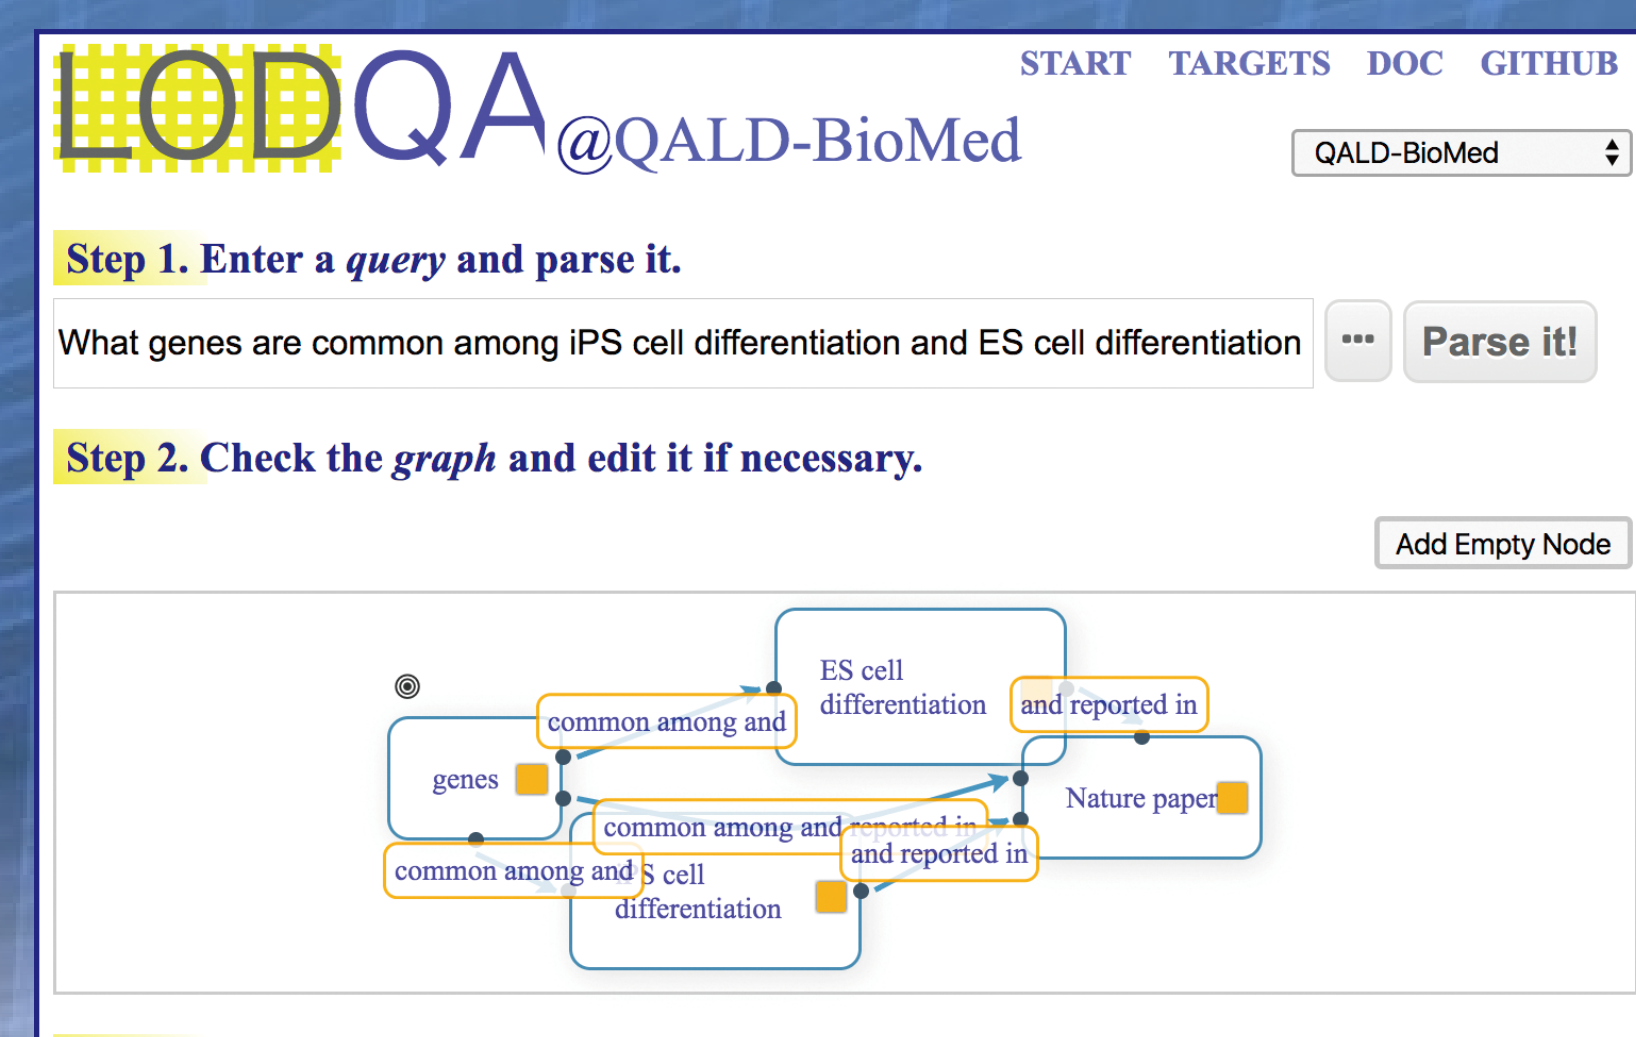 LODQA@QALD-BioMed
START TARGETS DOC GITHUB
QALD-BioMed
Step 1. Enter a query and parse it.
What genes are common among iPS cell differentiation and ES cell differentiation
...
Parse it!
Step 2. Check the graph and edit it if necessary.
Add Empty Node
ES cell
differentiation
and reported in
common among and
genes
Nature paper
common among and reported in
and reported in
common among and
iPS cell
differentiation